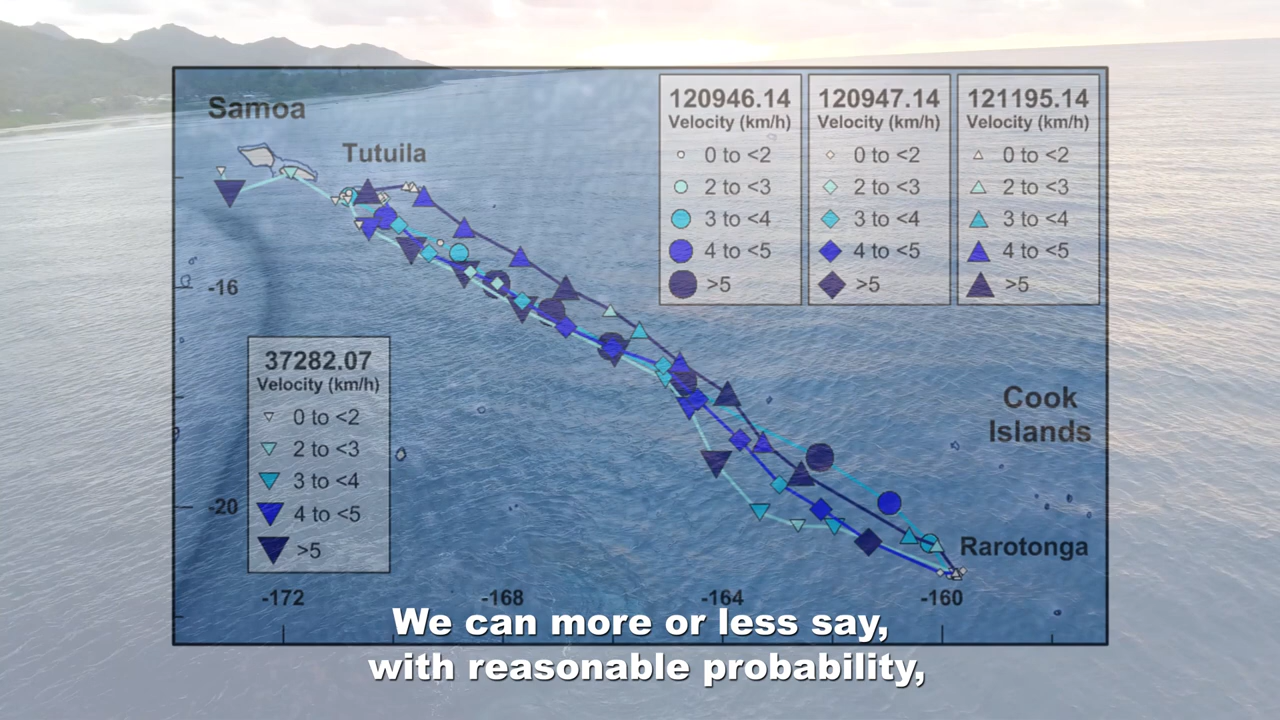 Samoa
Tutuila
120946.14
Velocity (km/h)
0 to <2
2 to <3
3 to <4
4 to <5
>5
120947.14
Velocity (km/h)
0 to <2
2 to <3
3 to <4
4 to <5
>5
121195.14
Velocity (km/h)
0 to <2
2 to <3
3 to <4
4 to <5
>5
-16
37282.07
Velocity (km/h)
0 to <2
2 to <3
3 to <4
4 to <5
>5
Cook
Islands
-20
Rarotonga
-172
-168
-164
-160
We can more or less say,
with reasonable probability,